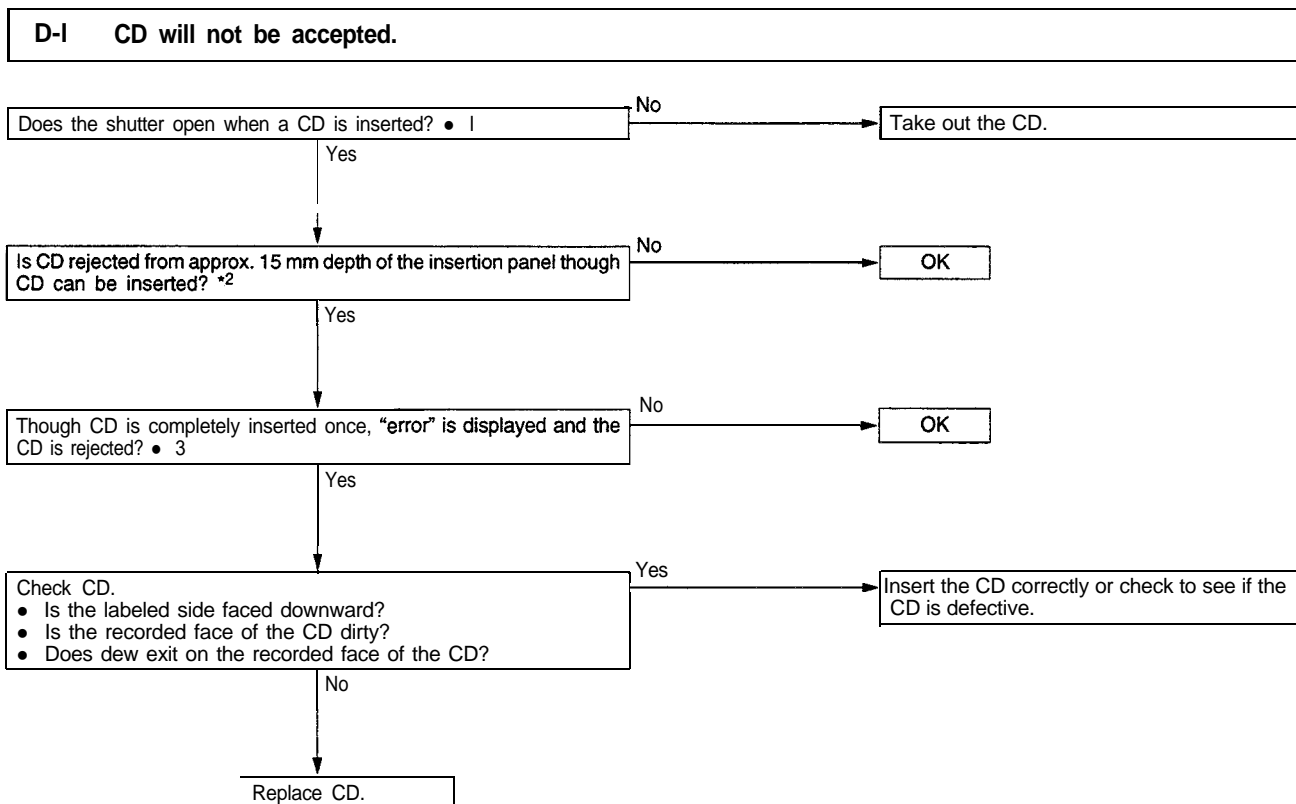 D-I CD will not be accepted.
Does the shutter open when a CD is inserted? ● I
No
Take out the CD.
Yes
Is CD rejected from approx. 15 mm depth of the insertion panel though
CD can be inserted? *2
No
OK
Yes
Though CD is completely inserted once, “error” is displayed and the
CD is rejected? ● 3
No
OK
Yes
Check CD.
● Is the labeled side faced downward?
● Is the recorded face of the CD dirty?
● Does dew exit on the recorded face of the CD?
Yes
Insert the CD correctly or check to see if the
CD is defective.
No
Replace CD.